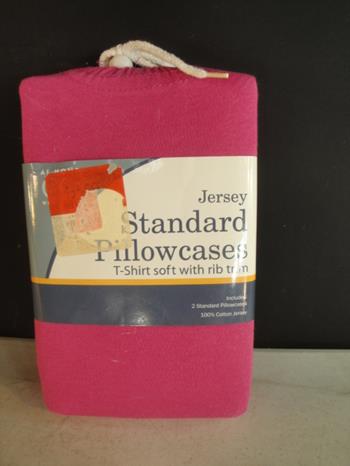 Jersey
Standard
Pillowcases
T-Shirt soft with rib trim
Includes
2 Standard Pillowcases
100% Cotton Jersey